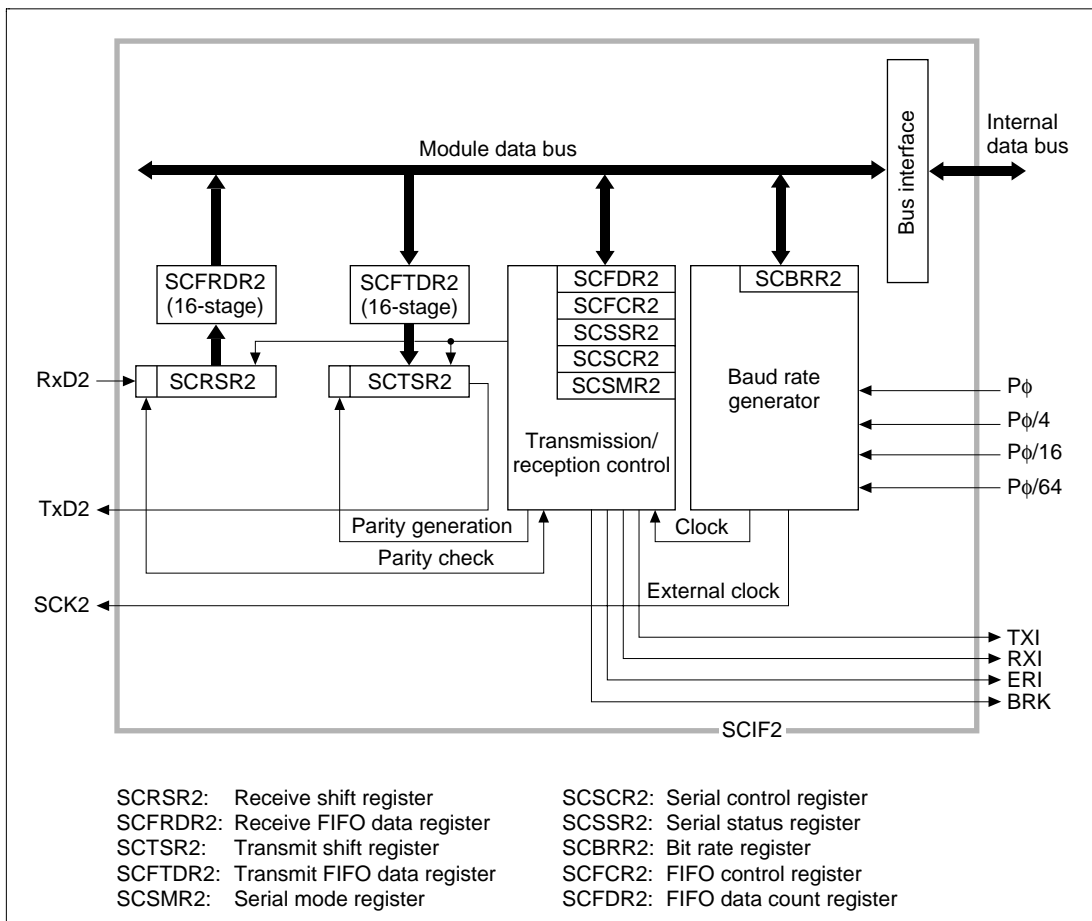 Module data bus
Bus interface
Internal
data bus
SCFRDR2
(16-stage)
SCFTDR2
(16-stage)
SCFDR2
SCFCR2
SCSSR2
SCSCR2
SCSMR2
SCBRR2
RxD2
SCRSR2
SCTSR2
Transmission/
reception control
Baud rate
generator
Pϕ
Pϕ/4
Pϕ/16
Pϕ/64
TxD2
Parity generation
Clock
Parity check
External clock
SCK2
TXI
RXI
ERI
BRK
SCIF2
SCRSR2: Receive shift register
SCFRDR2: Receive FIFO data register
SCTSR2: Transmit shift register
SCFTDR2: Transmit FIFO data register
SCSMR2: Serial mode register
SCSCR2: Serial control register
SCSSR2: Serial status register
SCBRR2: Bit rate register
SCFCR2: FIFO control register
SCFDR2: FIFO data count register